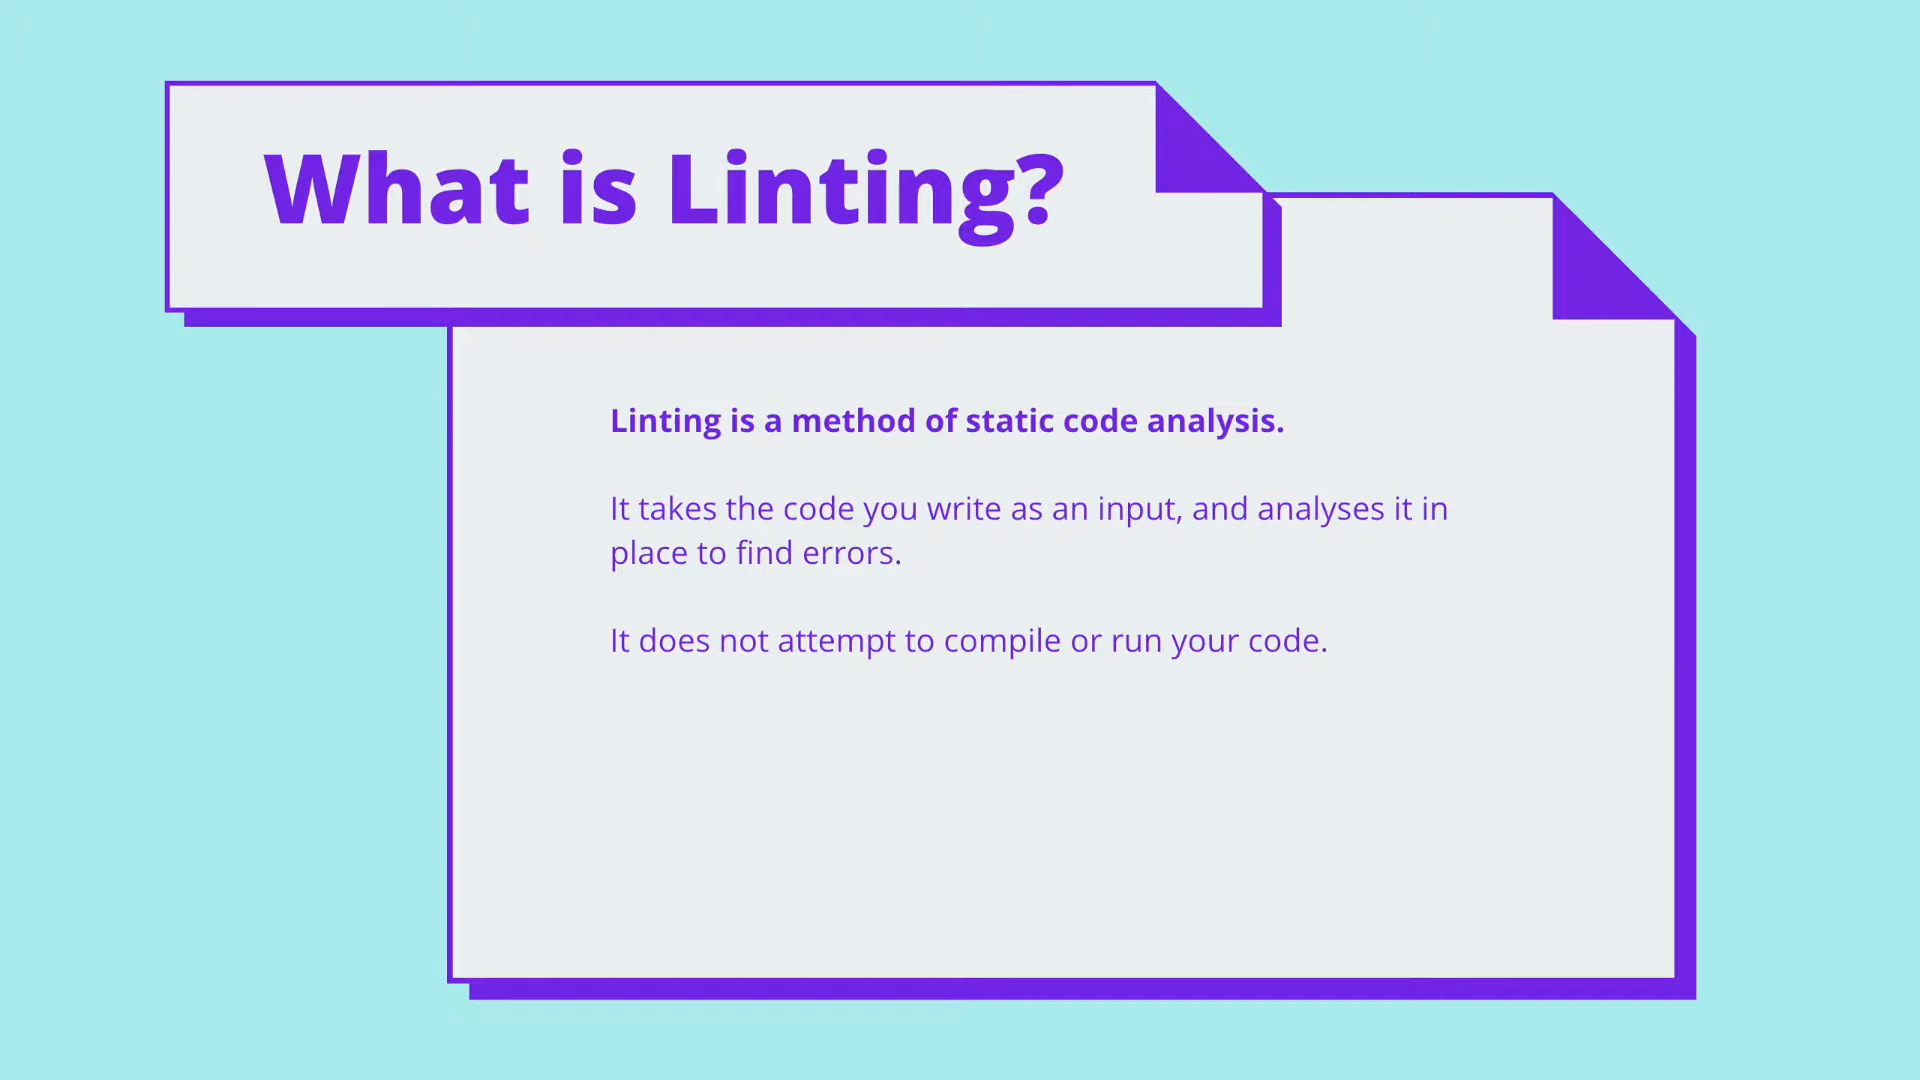 What is Linting?
Linting is a method of static code analysis.
It takes the code you write as an input, and analyses it in
place to find errors.
It does not attempt to compile or run your code.